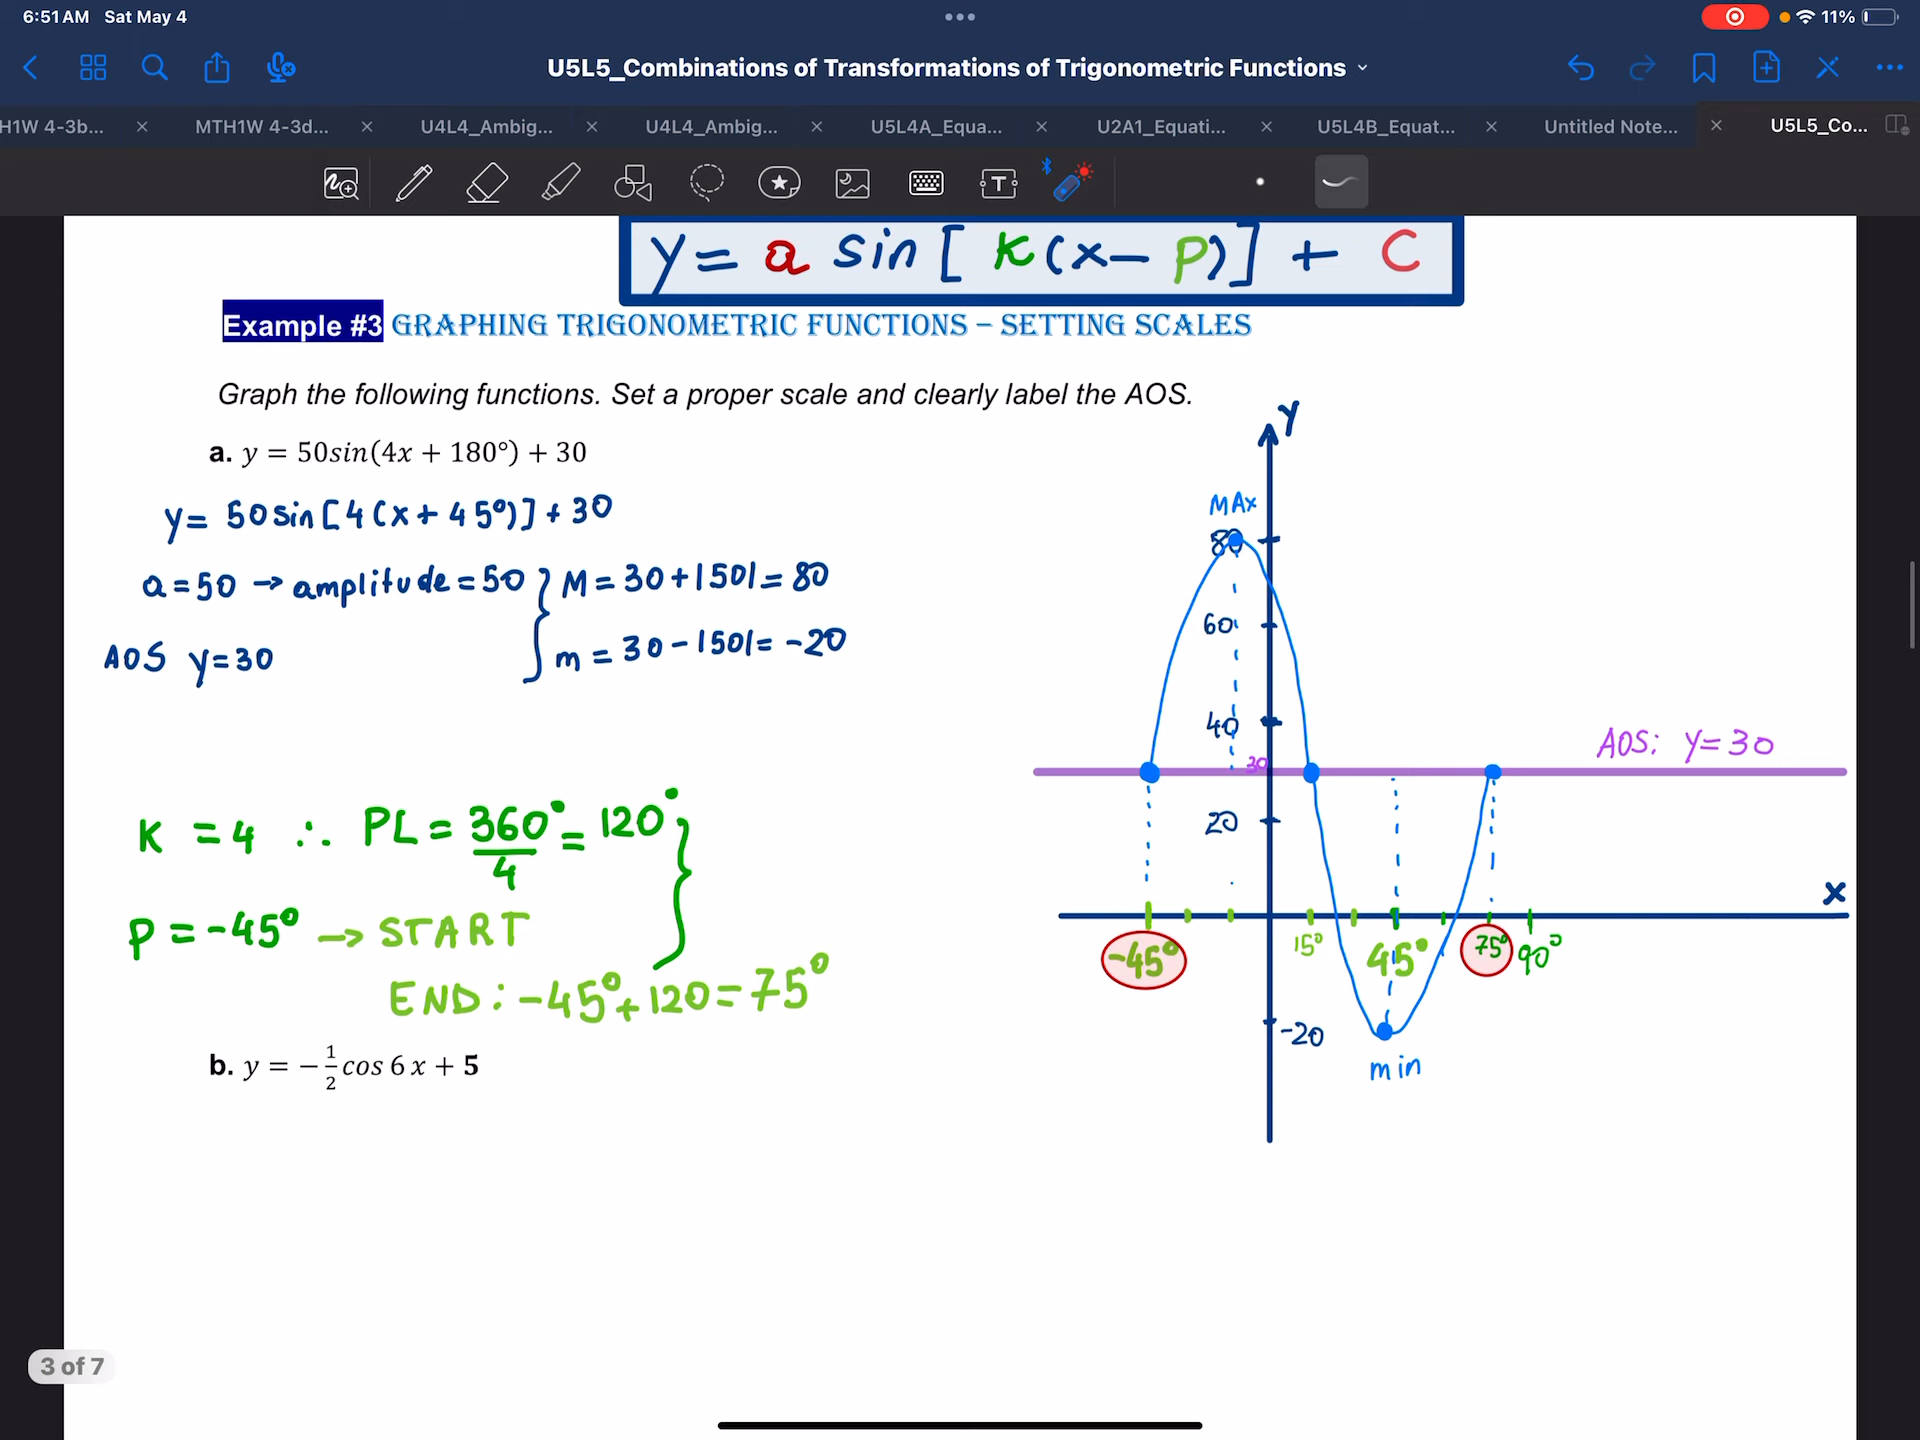 6:51 AM Sat May 4
11%
U5L5_Combinations of Transformations of Trigonometric Functions
H1W 4-3b...
MTH1W 4-3d...
U4L4_Ambig...
U4L4_Ambig...
U5L4A_Equa...
U2A1_Equati...
U5L4B_Equat...
Untitled Note...
U5L5_Co...
y = a sin [ k(x - p)] + C
Example #3 GRAPHING TRIGONOMETRIC FUNCTIONS – SETTING SCALES
Graph the following functions. Set a proper scale and clearly label the AOS.
a. y = 50sin(4x + 180°) + 30
y = 50 sin [4(x + 45°)] + 30
a = 50 → amplitude = 50 } M = 30 + |50| = 80
m = 30 - |50| = -20
AOS y = 30
K = 4 ∴ PL = 360°/4 = 120°
P = -45° → START
END: -45° + 120 = 75°
b. y = -1/2 cos 6 x + 5
Y
MAx
80
60
40
30
20
-20
AOS: Y = 30
x
-45°
15°
45°
75°
90°
min
3 of 7